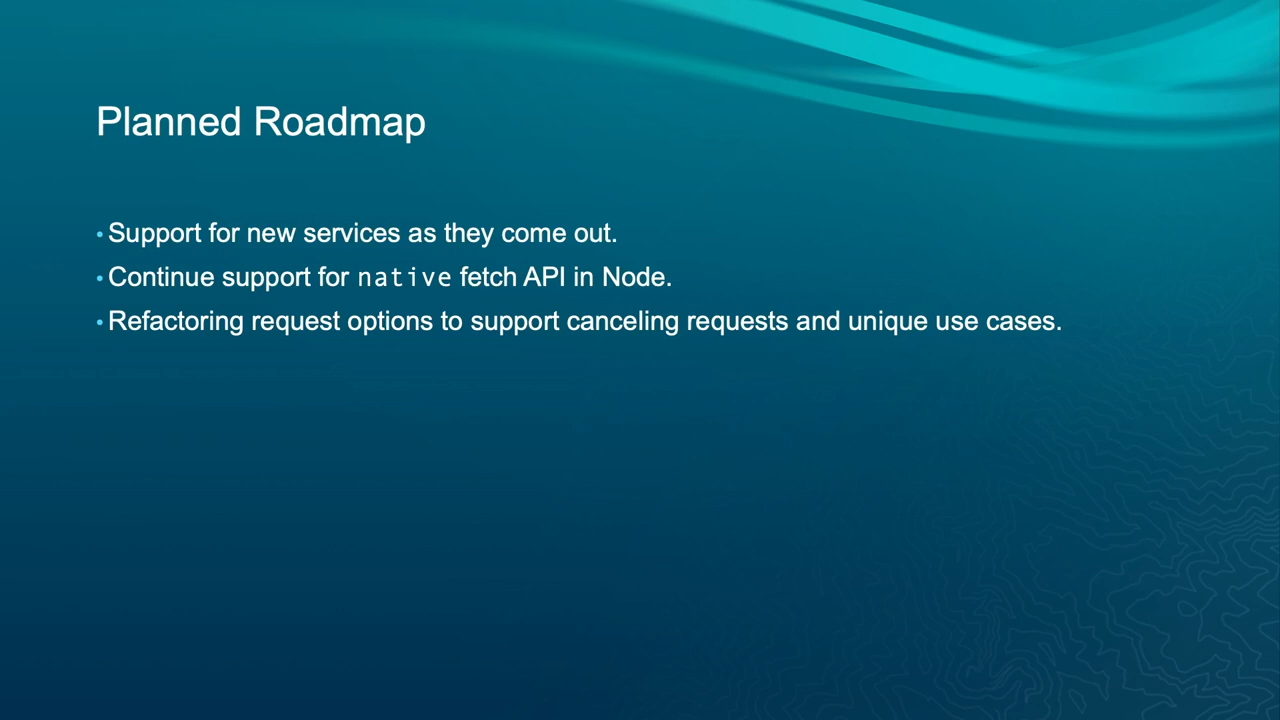 Planned Roadmap
• Support for new services as they come out.
• Continue support for native fetch API in Node.
• Refactoring request options to support canceling requests and unique use cases.